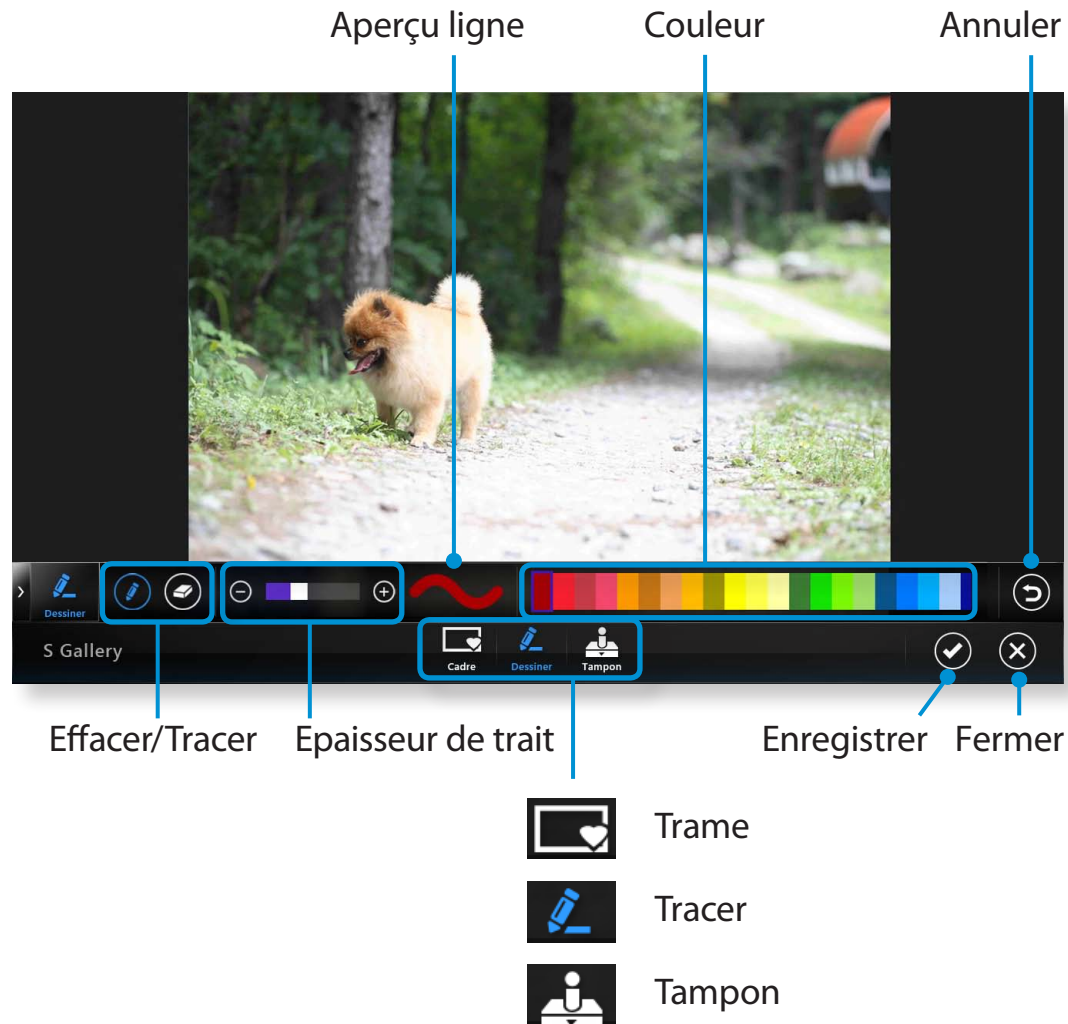 Aperçu ligne
Couleur
Annuler
Dessiner
S Gallery
Cadre
Dessiner
Tampon
Effacer/Tracer
Epaisseur de trait
Enregistrer
Fermer
Trame
Tracer
Tampon